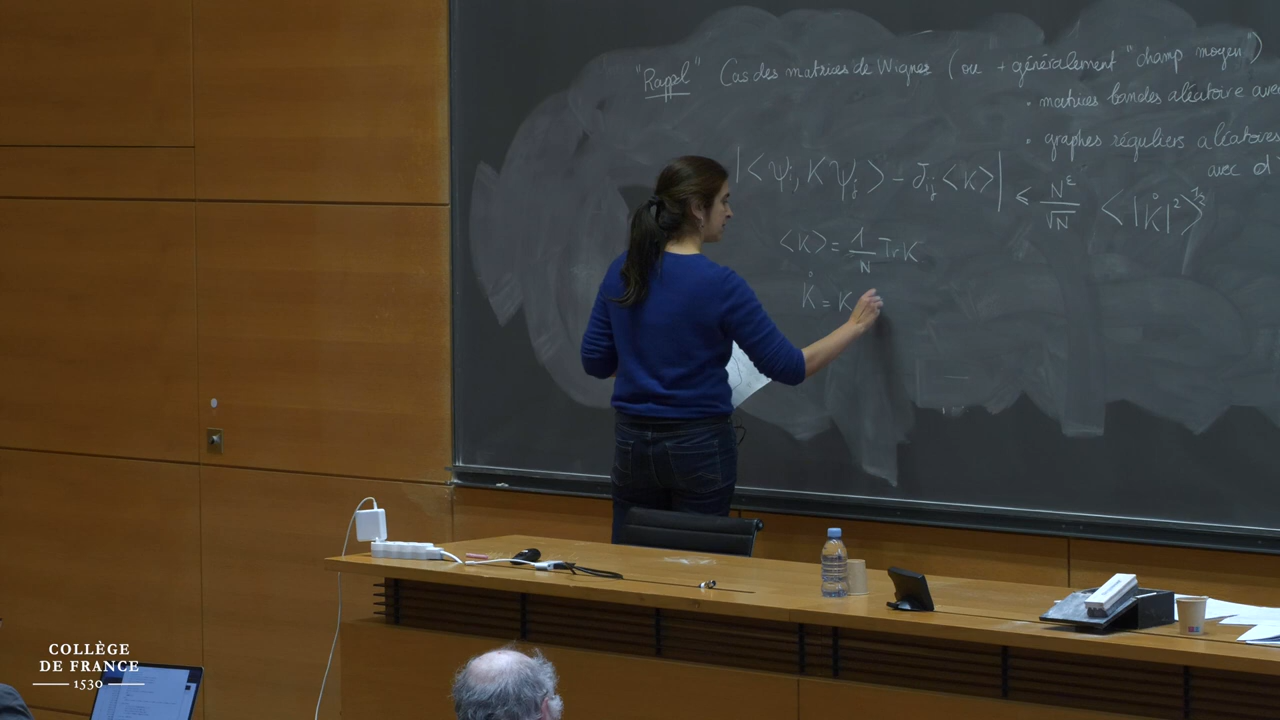 "Rappel" Cas des matrices de Wigner (ou + généralement "champ moyen")
• matrices bandes aléatoire avec
• graphes réguliers aléatoires
avec d
|<ψi, K ψj> - δij <K>| ≤ N^ε/√N <|K̊|²>^1/2
<K> = 1/N Tr K
K̊ = K
COLLÈGE
DE FRANCE
1530